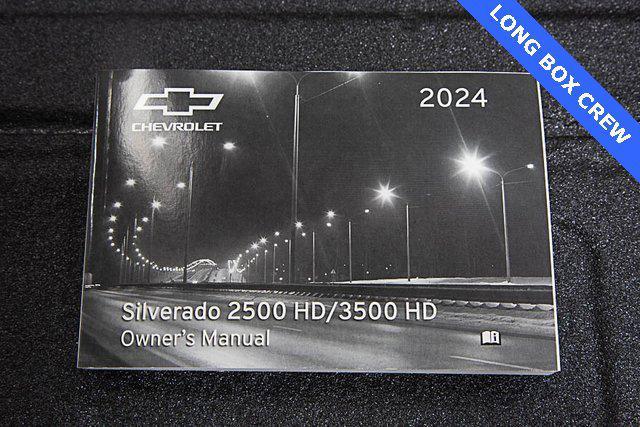 LONG BOX CREW
2024
CHEVROLET
Silverado 2500 HD/3500 HD
Owner's Manual